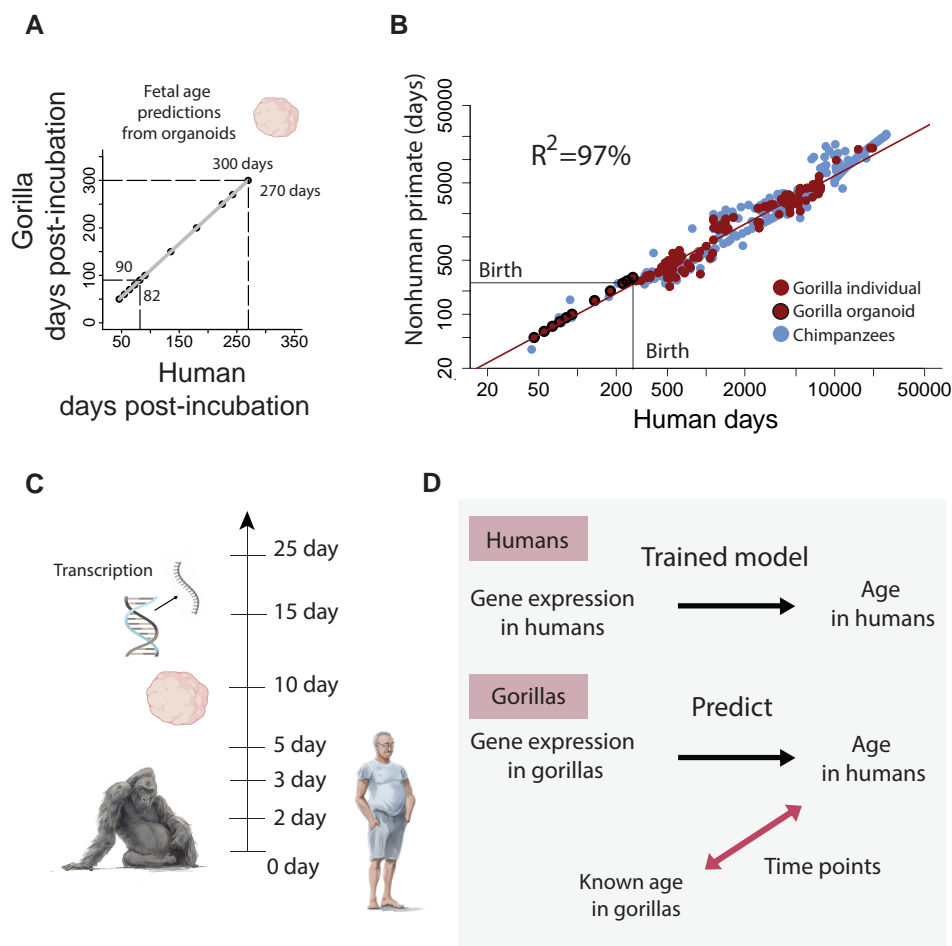 A
Fetal age
predictions
from organoids
300 days
270 days
90
82
Gorilla
days post-incubation
300
200
100
0
50
150
250
350
Human
days post-incubation
B
Nonhuman primate (days)
50000
5000
500
100
20
R²=97%
Birth
Birth
Gorilla individual
Gorilla organoid
Chimpanzees
20
50
200
500
2000
10000
50000
Human days
C
Transcription
25 day
15 day
10 day
5 day
3 day
2 day
0 day
D
Humans
Trained model
Gene expression
in humans
Age
in humans
Gorillas
Predict
Gene expression
in gorillas
Age
in humans
Time points
Known age
in gorillas